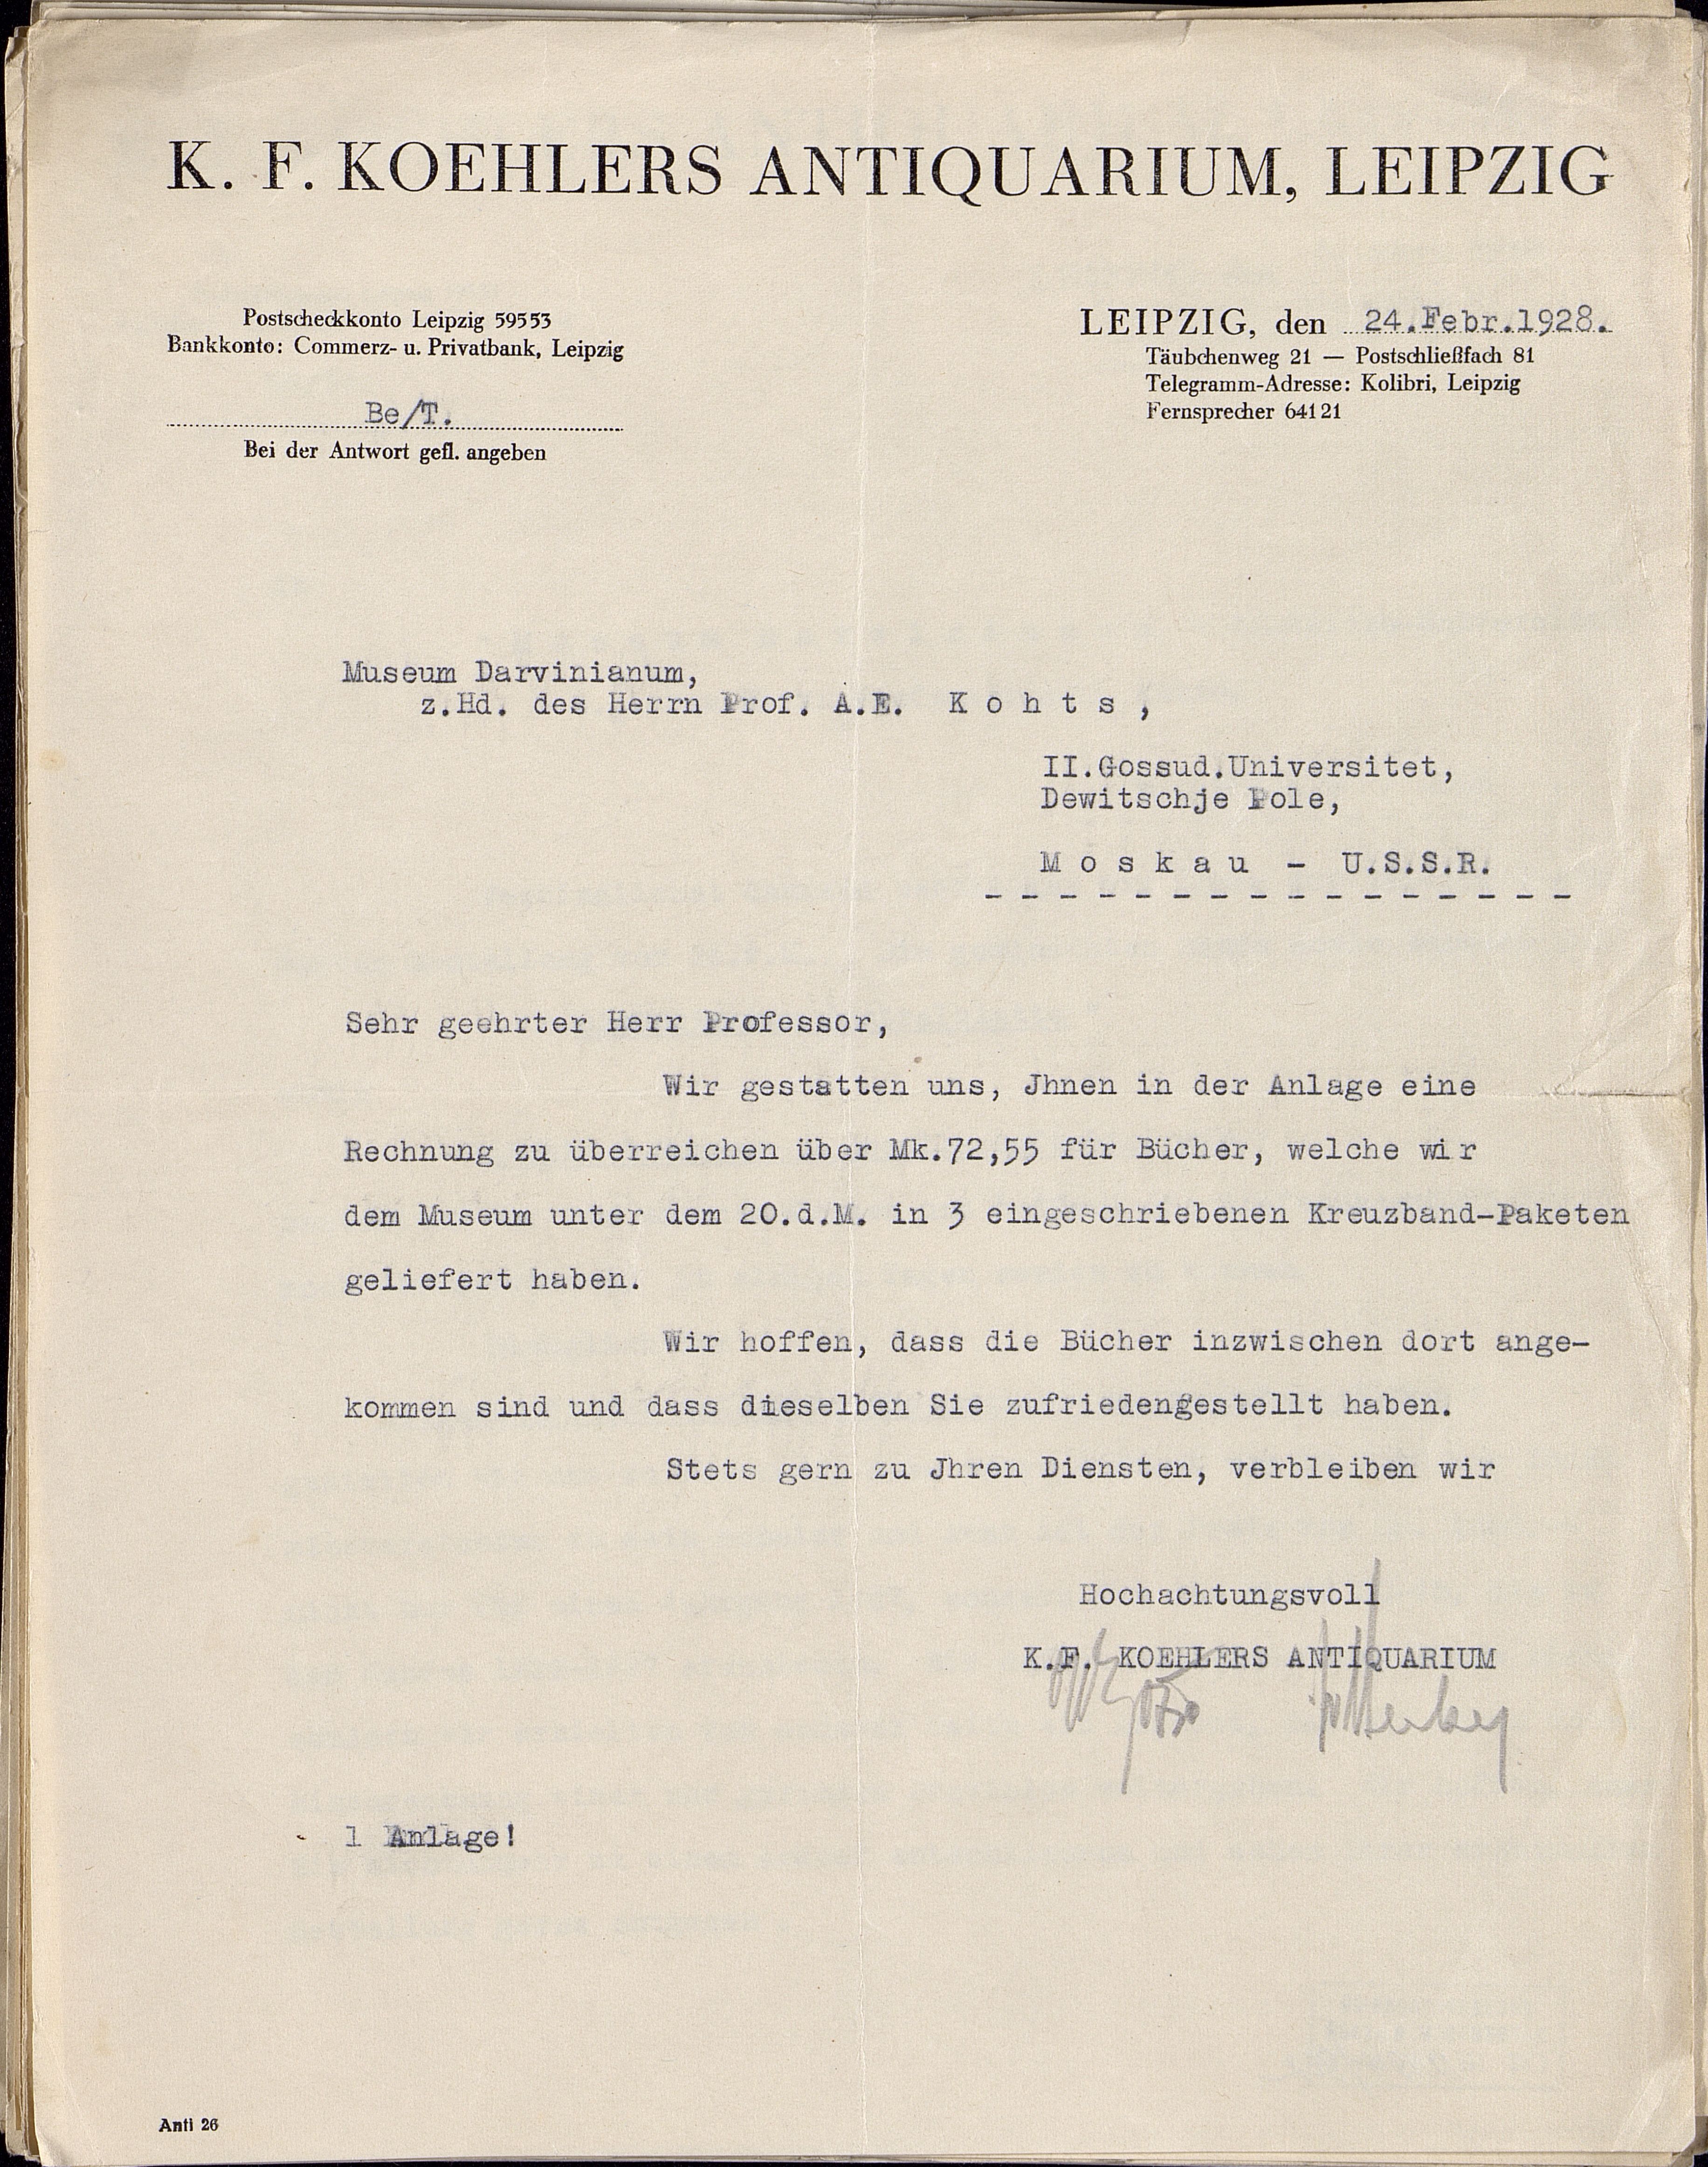 K. F. KOEHLERS ANTIQUARIUM, LEIPZIG
Postscheckkonto Leipzig 59553
Bankkonto: Commerz- u. Privatbank, Leipzig
Be/T.
Bei der Antwort gefl. angeben
LEIPZIG, den 24.Febr.1928.
Täubchenweg 21 — Postschließfach 81
Telegramm-Adresse: Kolibri, Leipzig
Fernsprecher 64121
Museum Darvinianum,
z.Hd. des Herrn Prof. A.E. K o h t s ,
II.Gossud.Universitet,
Dewitschje Pole,
M o s k a u - U.S.S.R.
Sehr geehrter Herr Professor,
Wir gestatten uns, Jhnen in der Anlage eine
Rechnung zu überreichen über Mk.72,55 für Bücher, welche wir
dem Museum unter dem 20.d.M. in 3 eingeschriebenen Kreuzband-Paketen
geliefert haben.
Wir hoffen, dass die Bücher inzwischen dort ange-
kommen sind und dass dieselben Sie zufriedengestellt haben.
Stets gern zu Jhren Diensten, verbleiben wir
Hochachtungsvoll
K.F. KOEHLERS ANTIQUARIUM
1 Anlage!
Anti 26